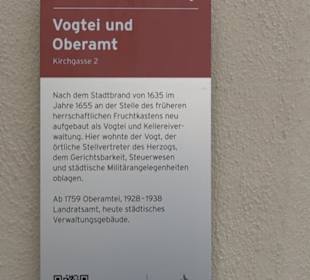 Vogtei und
Oberamt
Kirchgasse 2
Nach dem Stadtbrand von 1635 im
Jahre 1655 an der Stelle des früheren
herrschaftlichen Fruchtkastens neu
aufgebaut als Vogtei und Kellereiver-
waltung. Hier wohnte der Vogt, der
örtliche Stellvertreter des Herzogs,
dem Gerichtsbarkeit, Steuerwesen
und städtische Militärangelegenheiten
oblagen.
Ab 1759 Oberamtei, 1928-1938
Landratsamt, heute städtisches
Verwaltungsgebäude.